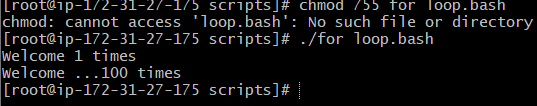 [root@ip-172-31-27-175 scripts]# chmod 755 for loop.bash
chmod: cannot access 'loop.bash': No such file or directory
[root@ip-172-31-27-175 scripts]# ./for loop.bash
Welcome 1 times
Welcome ...100 times
[root@ip-172-31-27-175 scripts]#